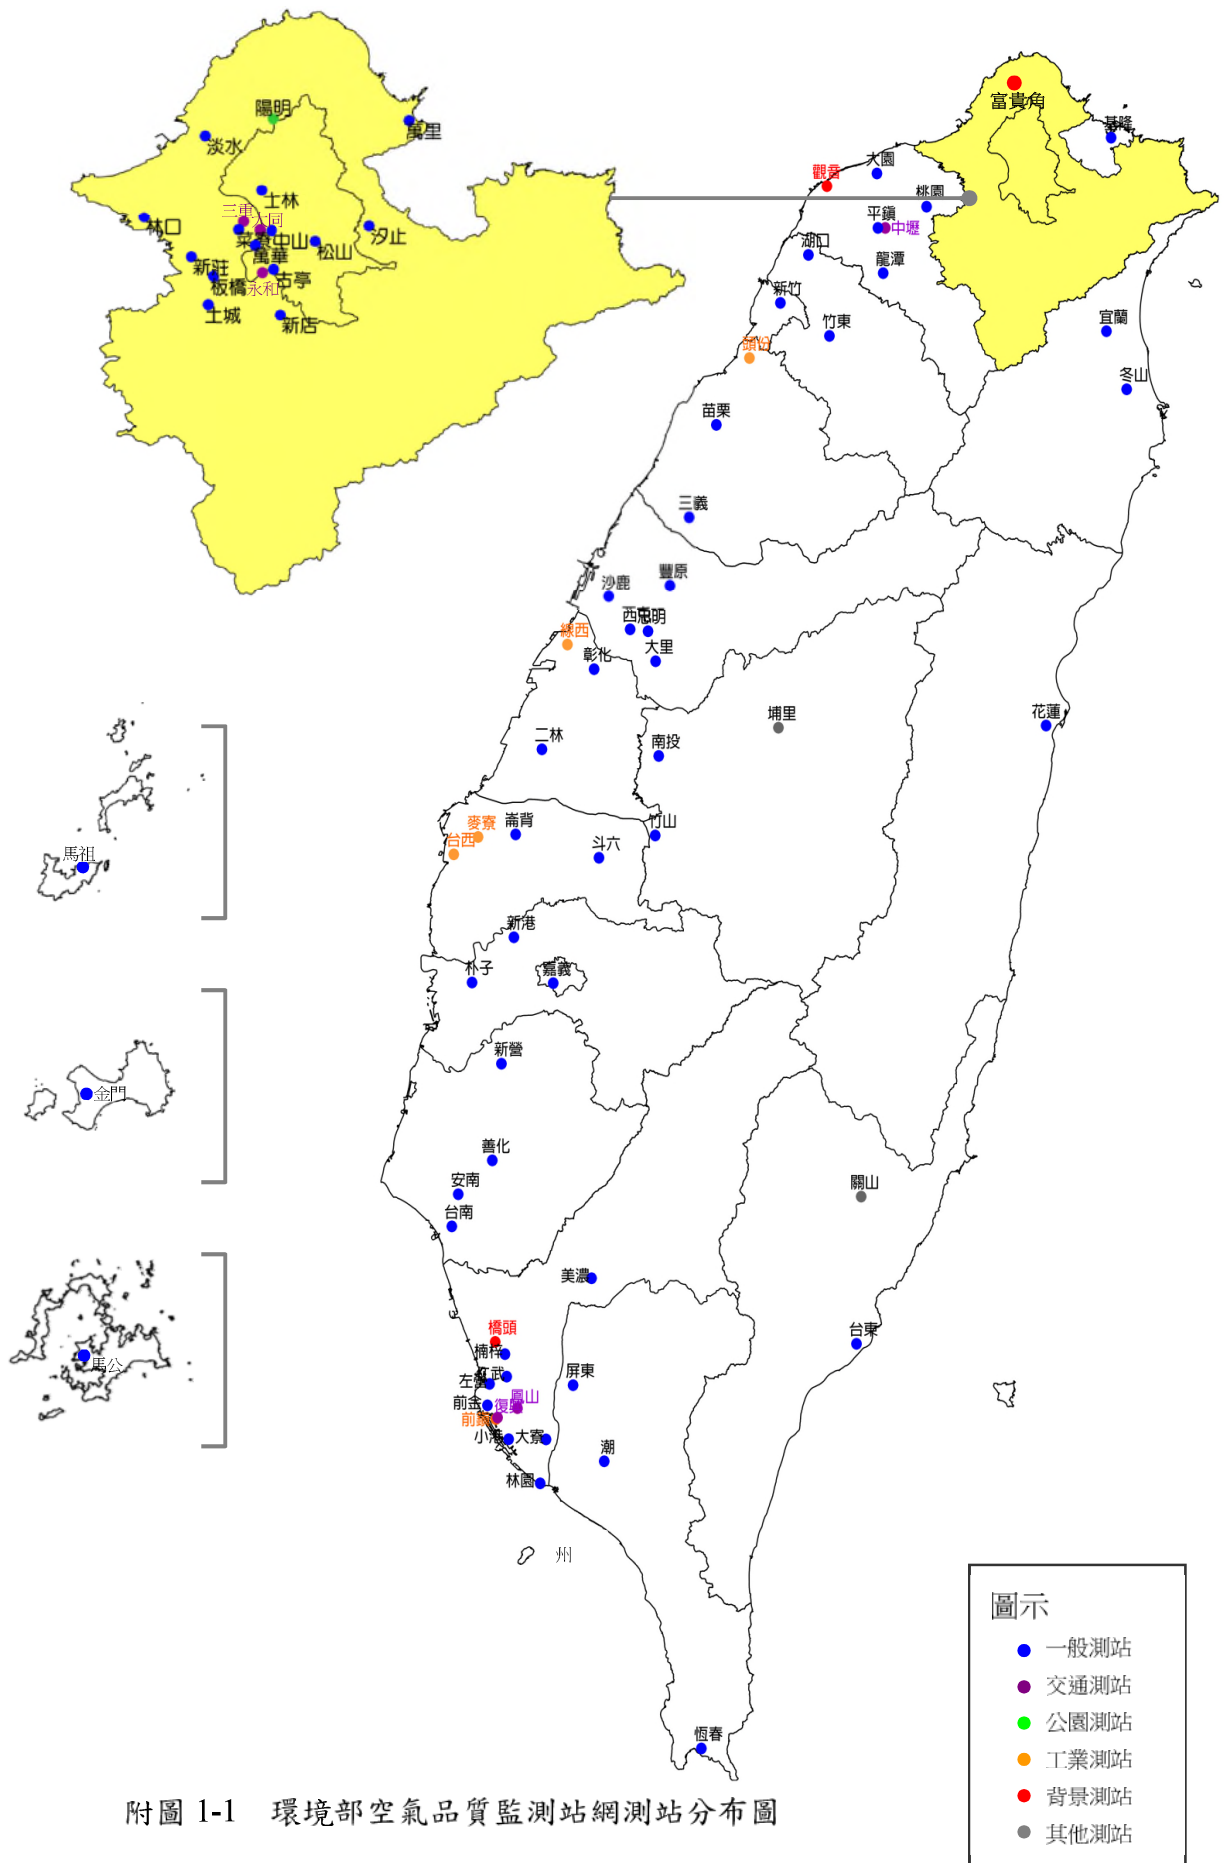 陽明
萬里
淡水
士林
三重
大同
林口
菜寮
中山
松山
汐止
萬華
新莊
板橋
永和
古亭
土城
新店
富貴角
基隆
大園
觀音
桃園
平鎮
中壢
湖口
龍潭
新竹
竹東
宜蘭
頭份
冬山
苗栗
三義
沙鹿
豐原
西屯
忠明
線西
大里
彰化
埔里
花蓮
二林
南投
麥寮
崙背
竹山
台西
斗六
馬祖
新港
朴子
嘉義
新營
金門
善化
安南
關山
台南
美濃
橋頭
台東
楠梓
仁武
屏東
左營
馬公
前金
復興
鳳山
前鎮
小港
大寮
潮
林園
州
恆春
圖示
一般測站
交通測站
公園測站
工業測站
背景測站
其他測站
附圖 1-1 環境部空氣品質監測站網測站分布圖